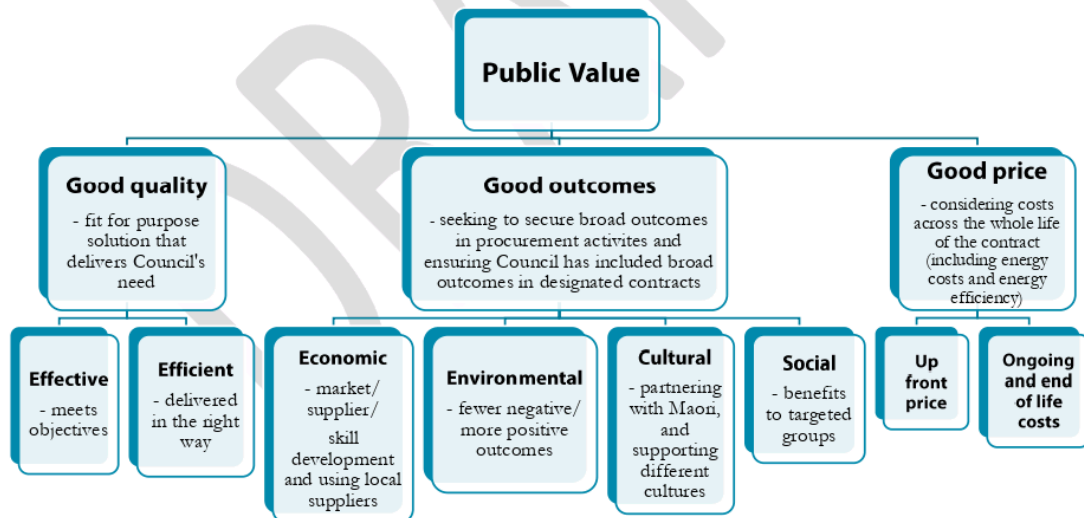 Public Value
Good quality
- fit for purpose
solution that
delivers Council's
need
Good outcomes
- seeking to secure broad outcomes
in procurement activites and
ensuring Council has included broad
outcomes in designated contracts
Good price
- considering costs
across the whole life
of the contract
(including energy
costs and energy
efficiency)
Effective
- meets
objectives
Efficient
- delivered
in the right
way
Economic
- market/
supplier/
skill
development
and using local
suppliers
Environmental
- fewer negative/
more positive
outcomes
Cultural
- partnering
with Maori,
and
supporting
different
cultures
Social
- benefits
to targeted
groups
Up
front
price
Ongoing
and end
of life
costs